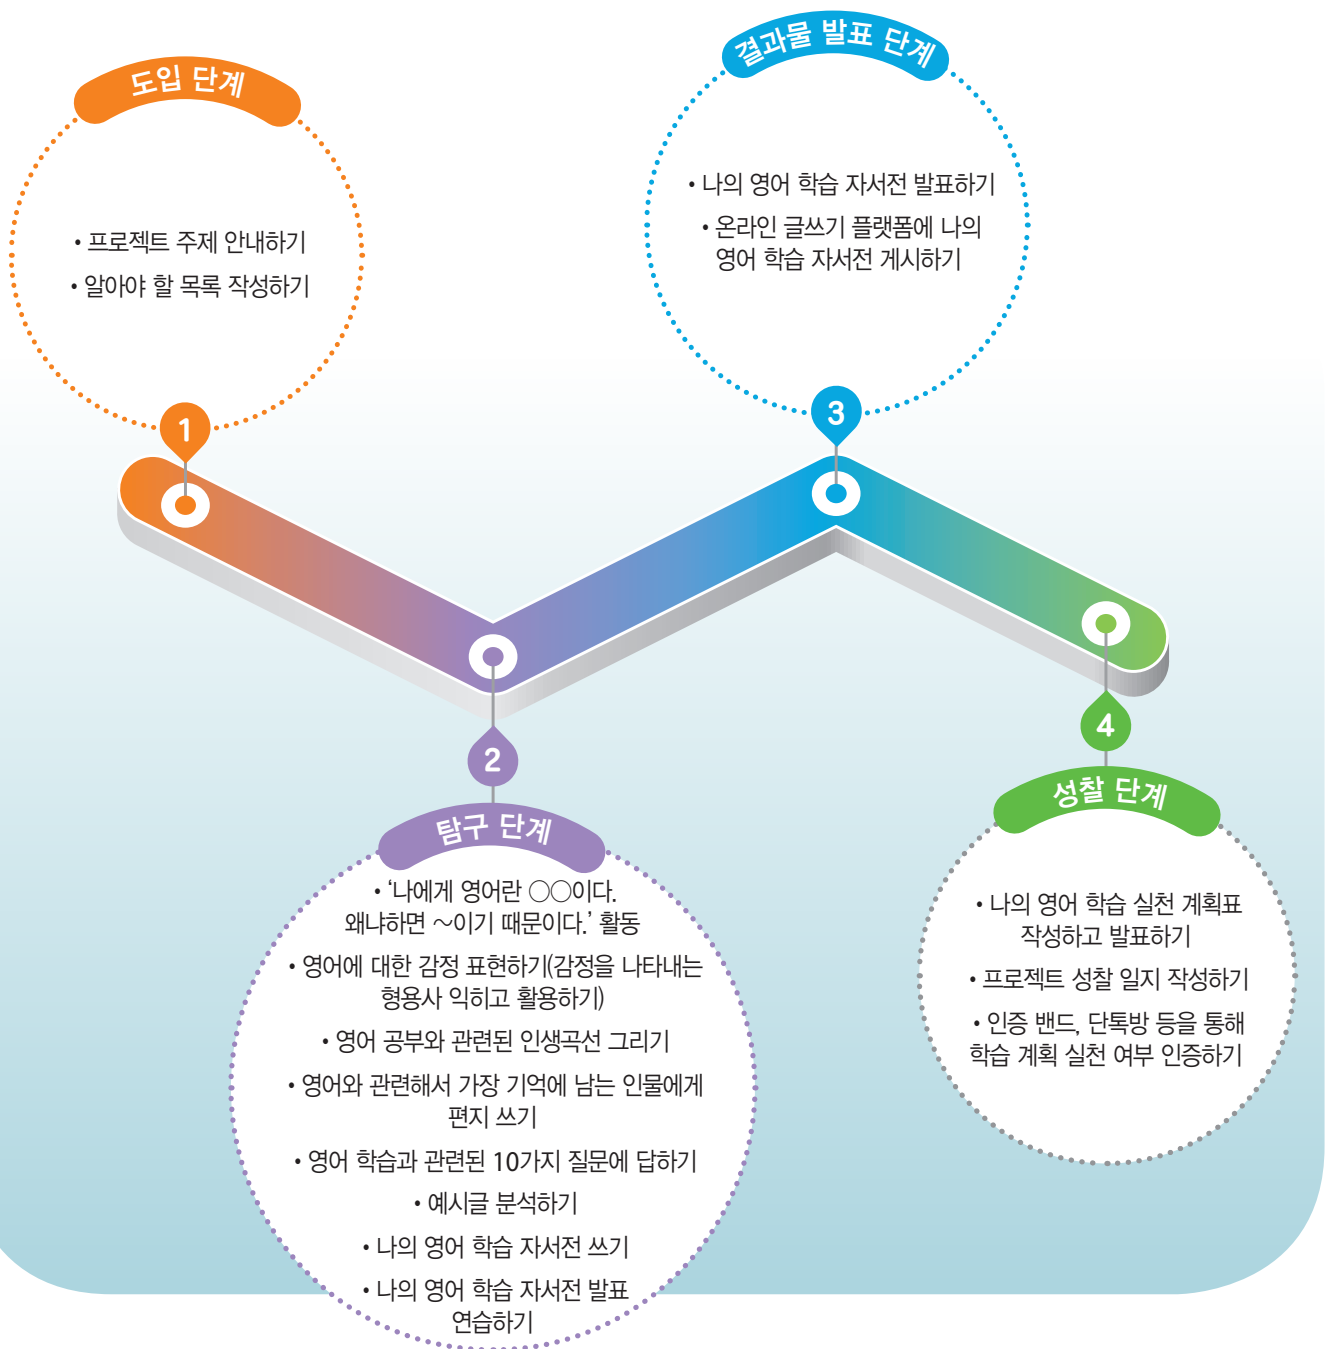 도입 단계
• 프로젝트 주제 안내하기
• 알아야 할 목록 작성하기
1
2
탐구 단계
• ‘나에게 영어란 ○○이다.
왜냐하면 ~이기 때문이다.’ 활동
• 영어에 대한 감정 표현하기(감정을 나타내는
형용사 익히고 활용하기)
• 영어 공부와 관련된 인생곡선 그리기
• 영어와 관련해서 가장 기억에 남는 인물에게
편지 쓰기
• 영어 학습과 관련된 10가지 질문에 답하기
• 예시글 분석하기
• 나의 영어 학습 자서전 쓰기
• 나의 영어 학습 자서전 발표
연습하기
결과물 발표 단계
• 나의 영어 학습 자서전 발표하기
• 온라인 글쓰기 플랫폼에 나의
영어 학습 자서전 게시하기
3
4
성찰 단계
• 나의 영어 학습 실천 계획표
작성하고 발표하기
• 프로젝트 성찰 일지 작성하기
• 인증 밴드, 단톡방 등을 통해
학습 계획 실천 여부 인증하기